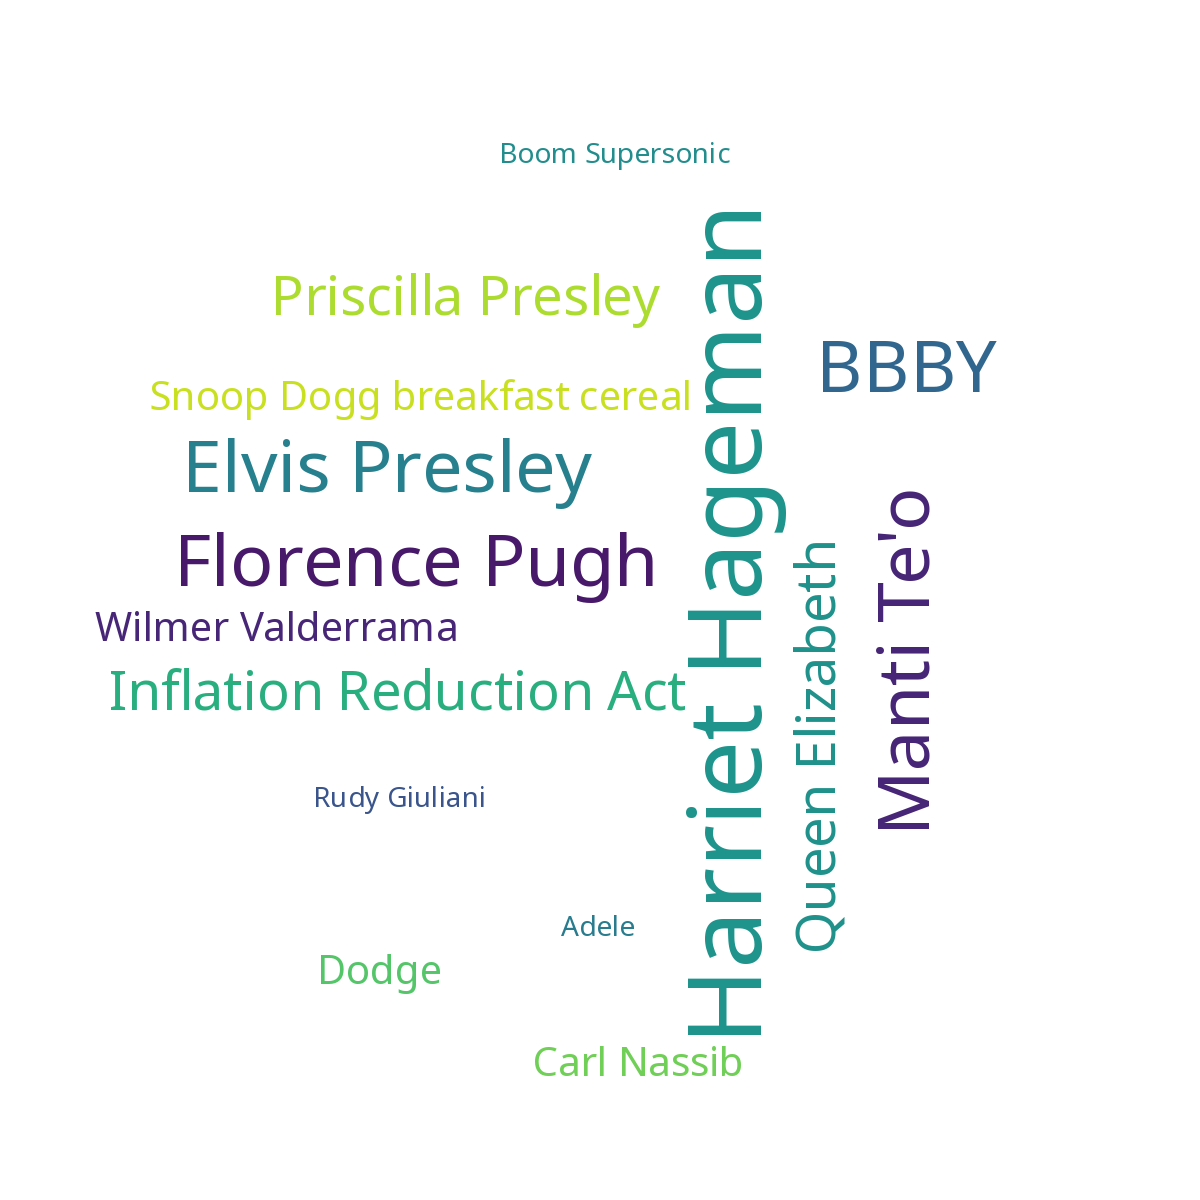 Boom Supersonic
Priscilla Presley
Snoop Dogg breakfast cereal
Elvis Presley
Florence Pugh
Wilmer Valderrama
Inflation Reduction Act
Rudy Giuliani
Adele
Dodge
Carl Nassib
Harriet Hageman
BBBY
Queen Elizabeth
Manti Te'o